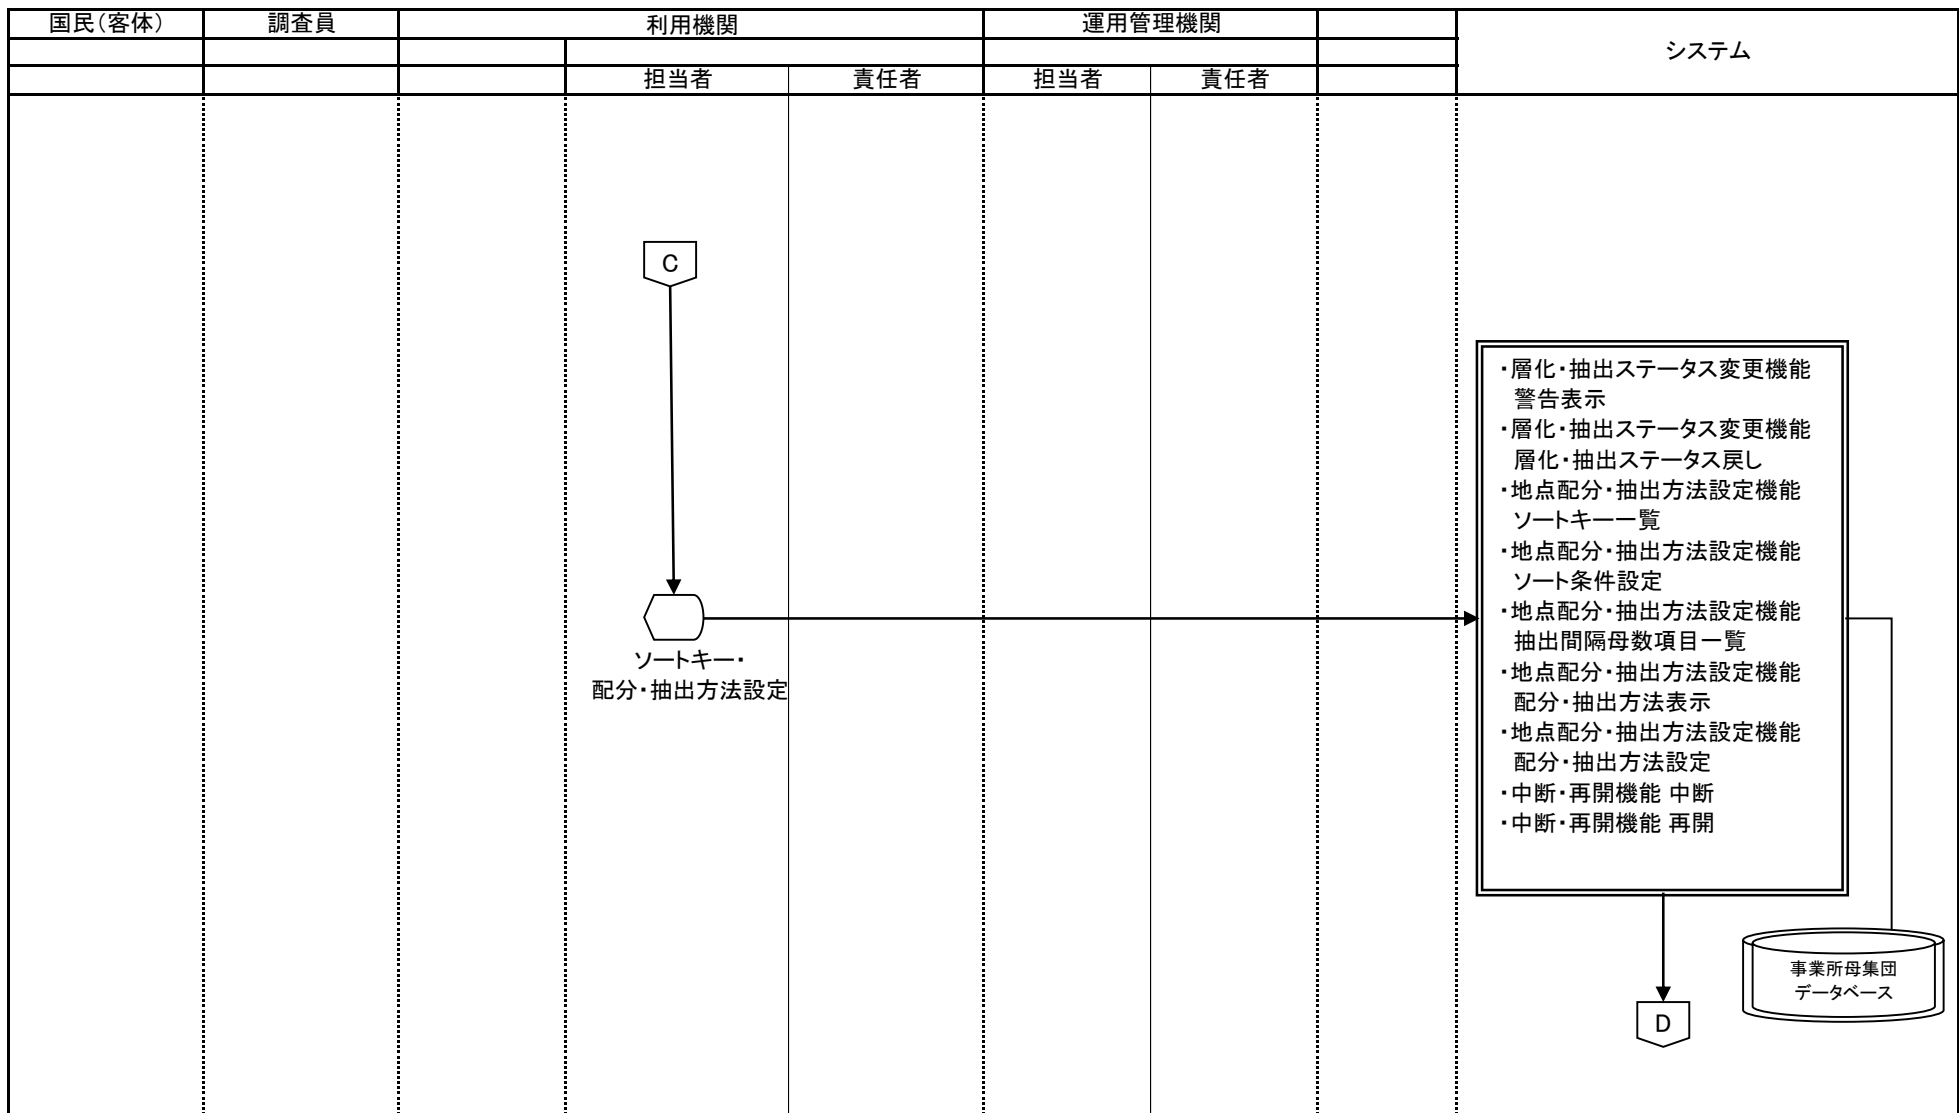 国民(客体)
調査員
利用機関
運用管理機関
システム
担当者
責任者
担当者
責任者
C
ソートキー・
配分・抽出方法設定
・層化・抽出ステータス変更機能
警告表示
・層化・抽出ステータス変更機能
層化・抽出ステータス戻し
・地点配分・抽出方法設定機能
ソートキー一覧
・地点配分・抽出方法設定機能
ソート条件設定
・地点配分・抽出方法設定機能
抽出間隔母数項目一覧
・地点配分・抽出方法設定機能
配分・抽出方法表示
・地点配分・抽出方法設定機能
配分・抽出方法設定
・中断・再開機能 中断
・中断・再開機能 再開
事業所母集団
データベース
D